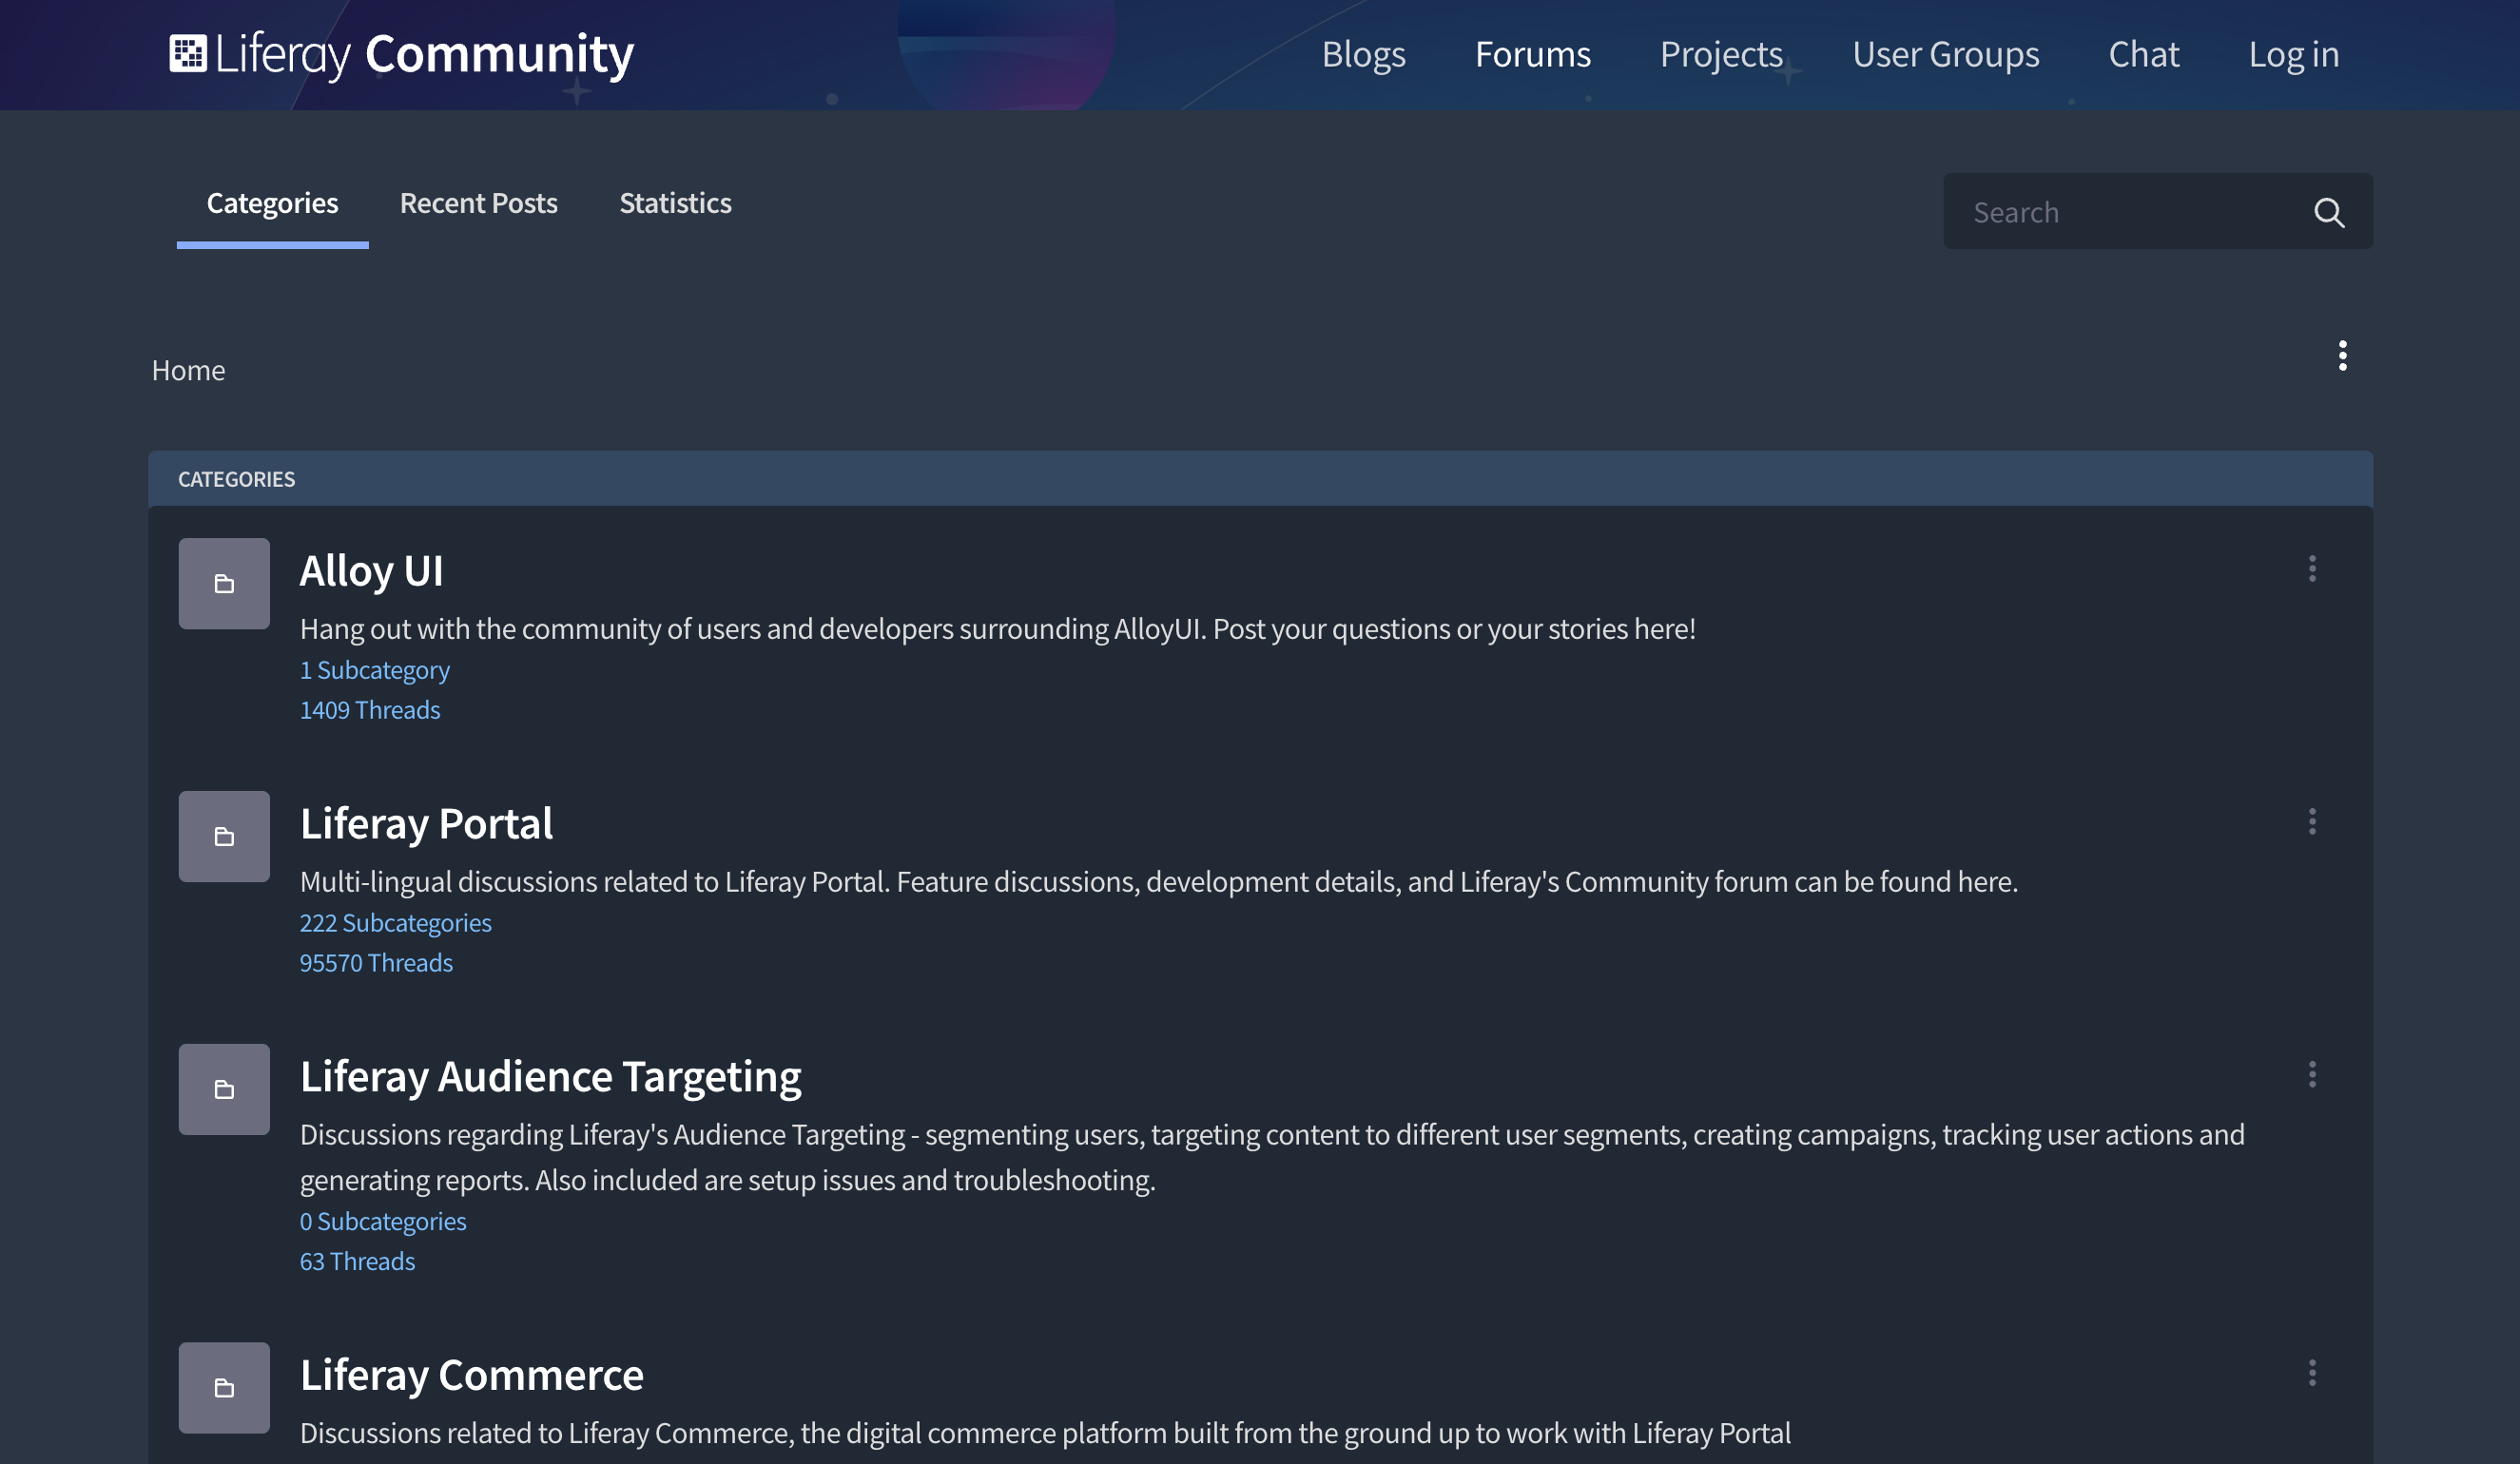 Liferay Community
Blogs
Forums
Projects
User Groups
Chat
Log in
Categories
Recent Posts
Statistics
Search
Home
CATEGORIES
Alloy UI
Hang out with the community of users and developers surrounding AlloyUI. Post your questions or your stories here!
1 Subcategory
1409 Threads
Liferay Portal
Multi-lingual discussions related to Liferay Portal. Feature discussions, development details, and Liferay's Community forum can be found here.
222 Subcategories
95570 Threads
Liferay Audience Targeting
Discussions regarding Liferay's Audience Targeting - segmenting users, targeting content to different user segments, creating campaigns, tracking user actions and
generating reports. Also included are setup issues and troubleshooting.
0 Subcategories
63 Threads
Liferay Commerce
Discussions related to Liferay Commerce, the digital commerce platform built from the ground up to work with Liferay Portal